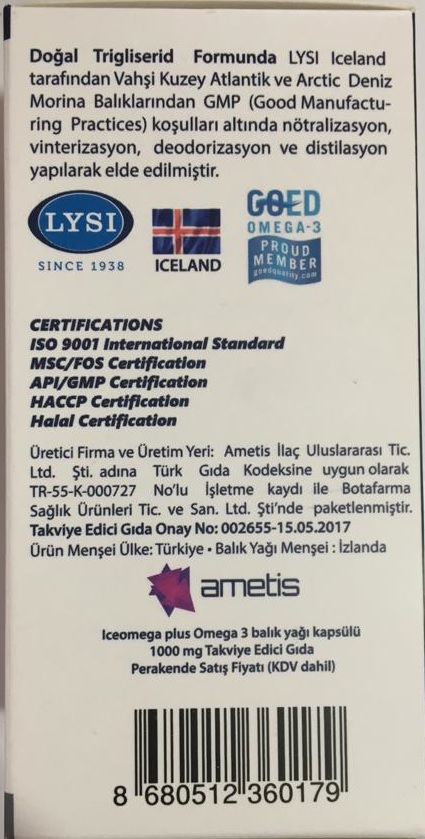 Doğal Trigliserid Formunda LYSI Iceland
tarafından Vahşi Kuzey Atlantik ve Arctic Deniz
Morina Balıklarından GMP (Good Manufactu-
ring Practices) koşulları altında nötralizasyon,
vinterizasyon, deodorizasyon ve distilasyon
yapılarak elde edilmiştir.
LYSI
SINCE 1938
ICELAND
GOED
OMEGA-3
PROUD
MEMBER
goedquality.com
CERTIFICATIONS
ISO 9001 International Standard
MSC/FOS Certification
API/GMP Certification
HACCP Certification
Halal Certification
Üretici Firma ve Üretim Yeri: Ametis İlaç Uluslararası Tic.
Ltd. Şti. adına Türk Gıda Kodeksine uygun olarak
TR-55-K-000727 No'lu İşletme kaydı ile Botafarma
Sağlık Ürünleri Tic. ve San. Ltd. Şti'nde paketlenmiştir.
Takviye Edici Gıda Onay No: 002655-15.05.2017
Ürün Menşei Ülke: Türkiye • Balık Yağı Menşei : İzlanda
ametis
Iceomega plus Omega 3 balık yağı kapsülü
1000 mg Takviye Edici Gıda
Perakende Satış Fiyatı (KDV dahil)
8 680512 360179